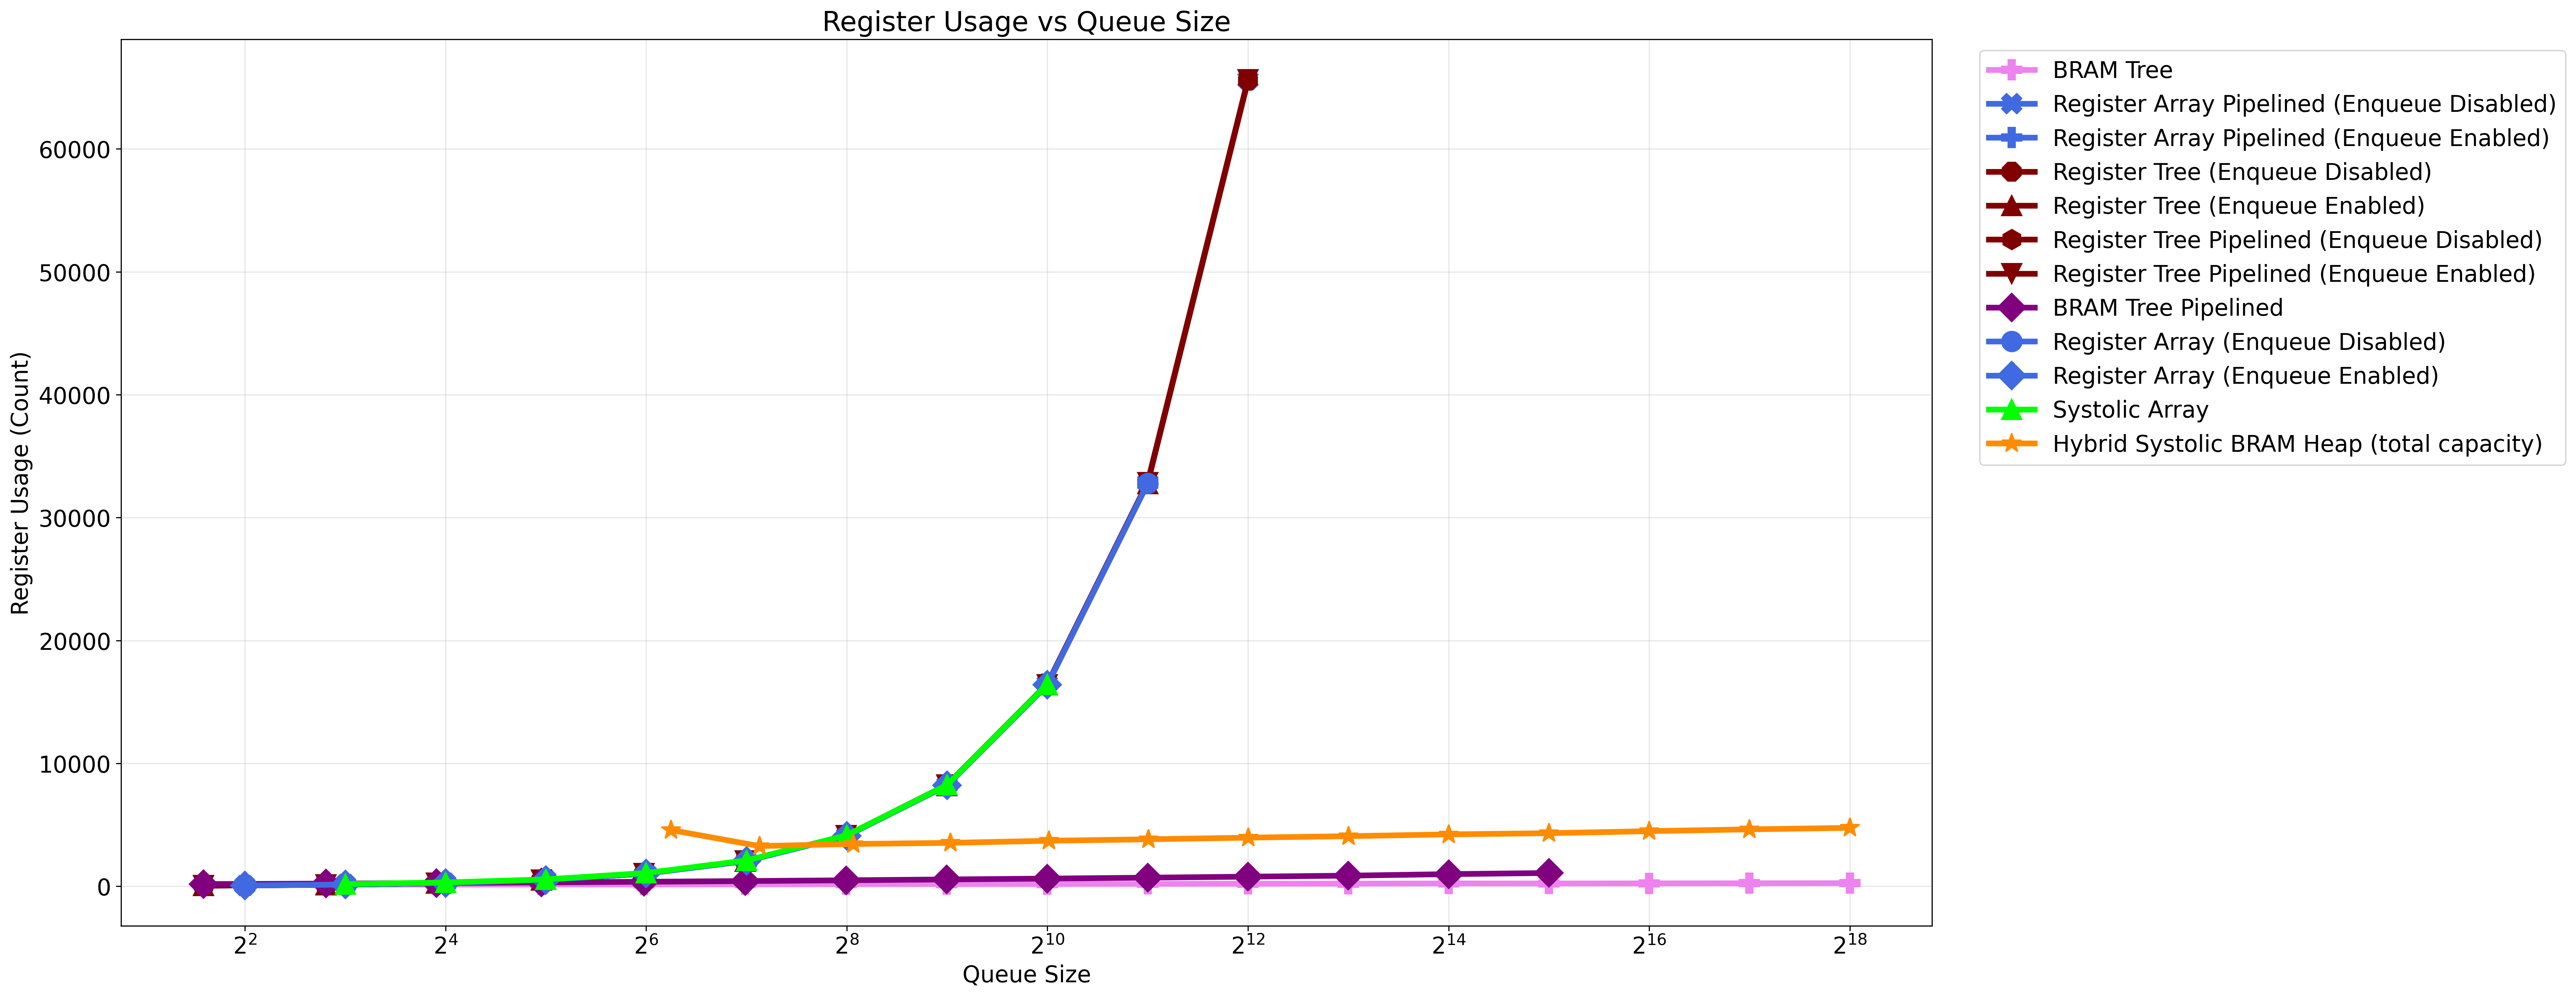 Register Usage vs Queue Size
Register Usage (Count)
60000
50000
40000
30000
20000
10000
0
2^2 2^4 2^6 2^8 2^10 2^12 2^14 2^16 2^18
Queue Size
BRAM Tree
Register Array Pipelined (Enqueue Disabled)
Register Array Pipelined (Enqueue Enabled)
Register Tree (Enqueue Disabled)
Register Tree (Enqueue Enabled)
Register Tree Pipelined (Enqueue Disabled)
Register Tree Pipelined (Enqueue Enabled)
BRAM Tree Pipelined
Register Array (Enqueue Disabled)
Register Array (Enqueue Enabled)
Systolic Array
Hybrid Systolic BRAM Heap (total capacity)